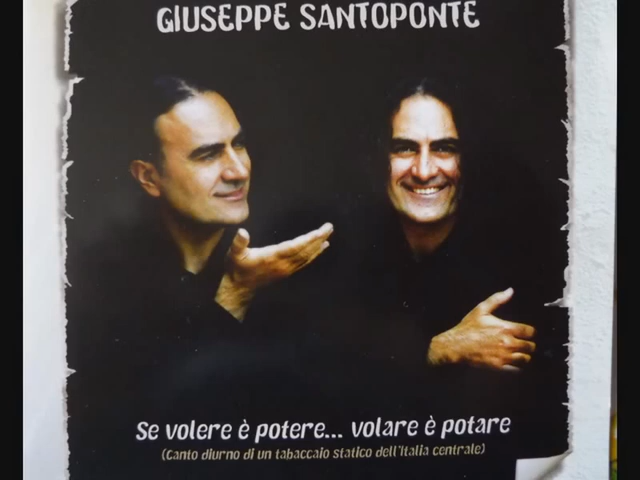 GIUSEPPE SANTOPONTE
Se volere è potere... volare è potare
(Canto diurno di un tabaccaio statico dell'Italia centrale)